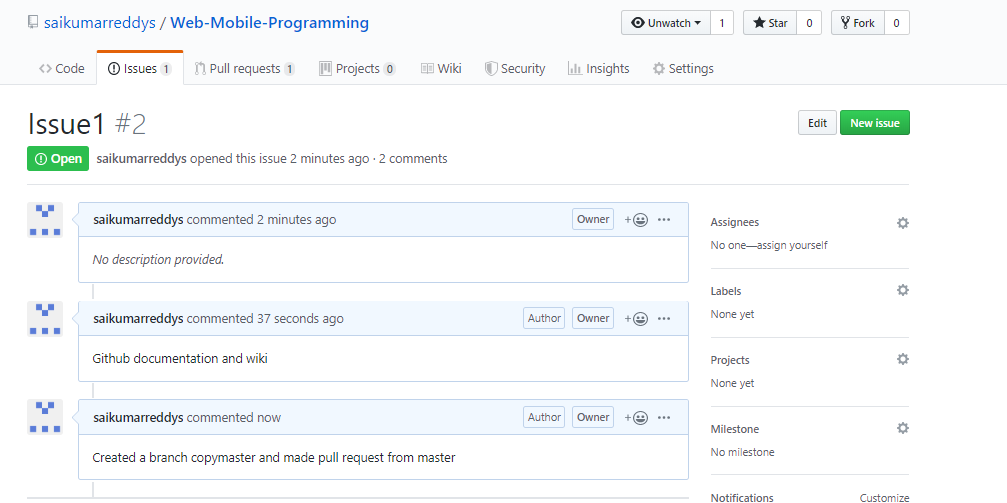 saikumarreddys / Web-Mobile-Programming
Unwatch 1 Star 0 Fork 0
Code Issues 1 Pull requests 1 Projects 0 Wiki Security Insights Settings
Issue1 #2
Edit New issue
Open saikumarreddys opened this issue 2 minutes ago · 2 comments
saikumarreddys commented 2 minutes ago Owner + ···
No description provided.
saikumarreddys commented 37 seconds ago Author Owner + ···
Github documentation and wiki
saikumarreddys commented now Author Owner + ···
Created a branch copymaster and made pull request from master
Assignees
No one—assign yourself
Labels
None yet
Projects
None yet
Milestone
No milestone
Notifications Customize